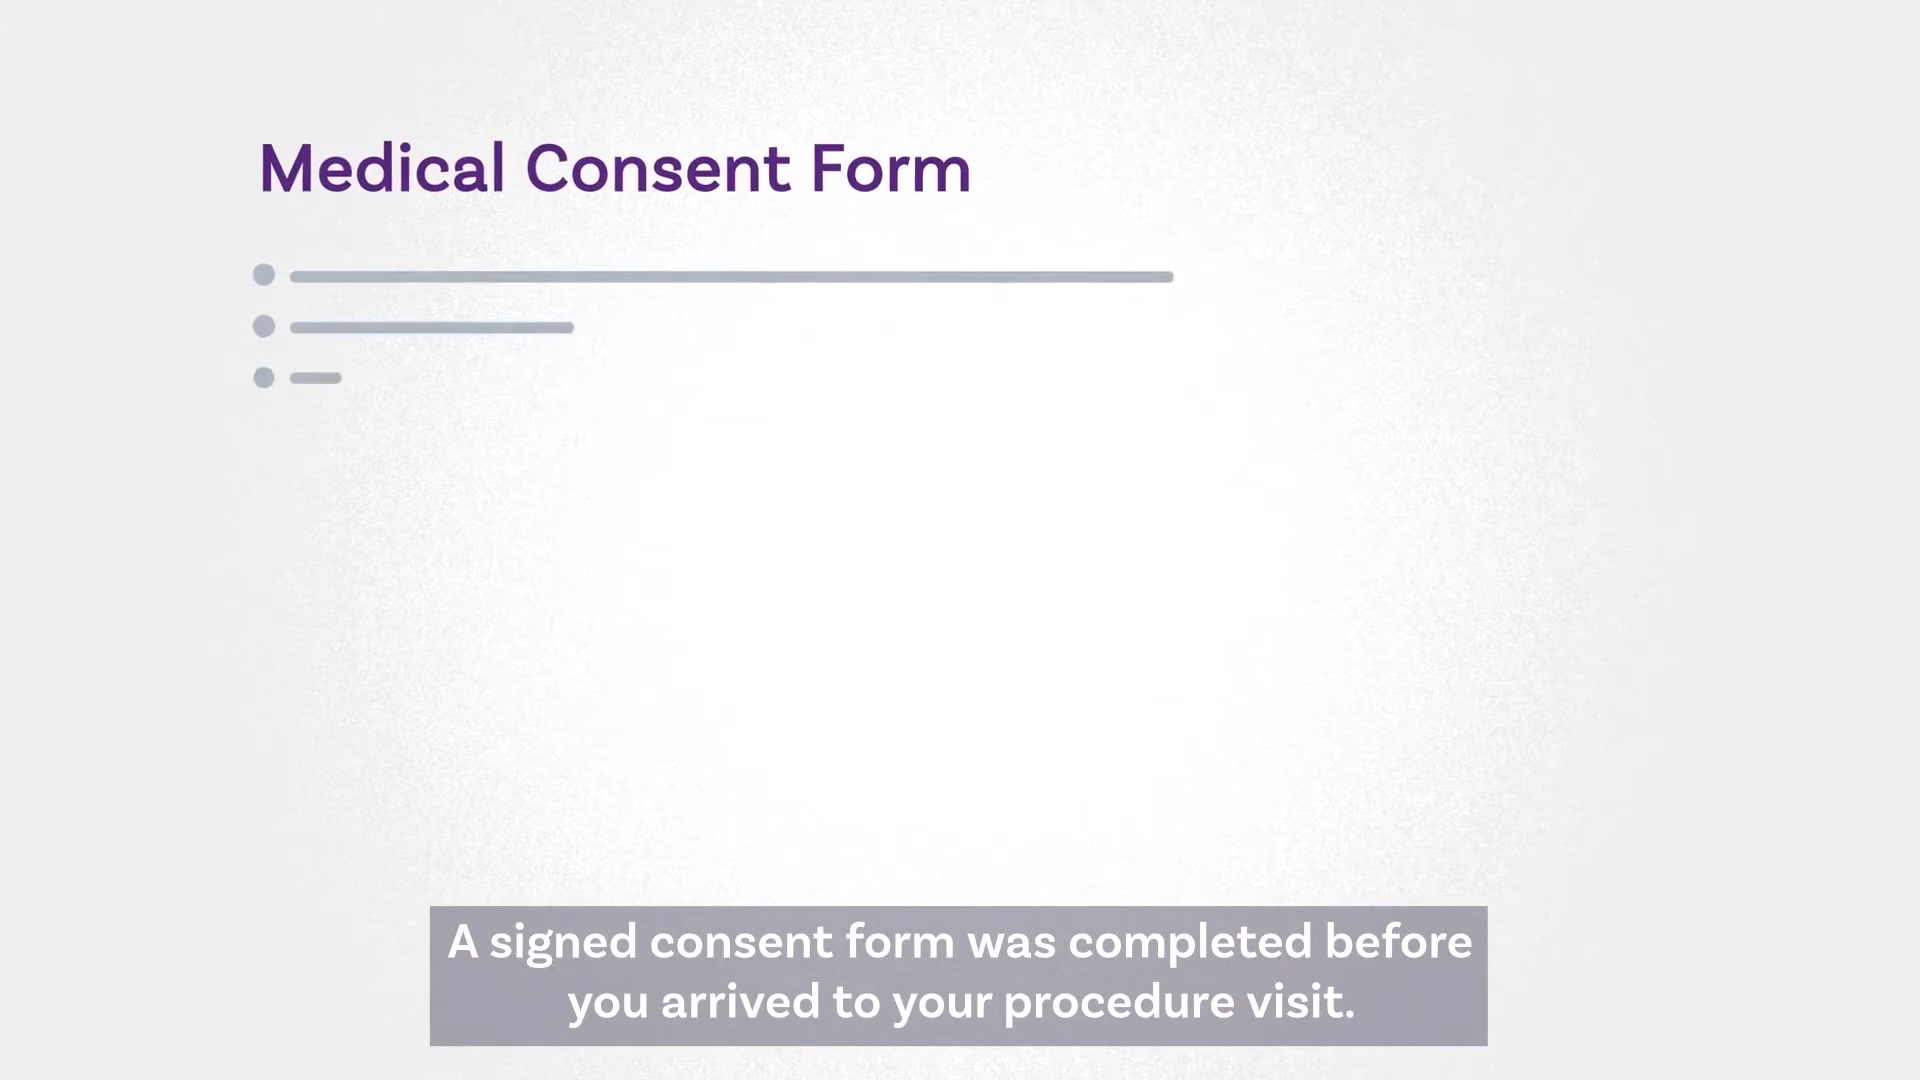 Medical Consent Form
A signed consent form was completed before
you arrived to your procedure visit.